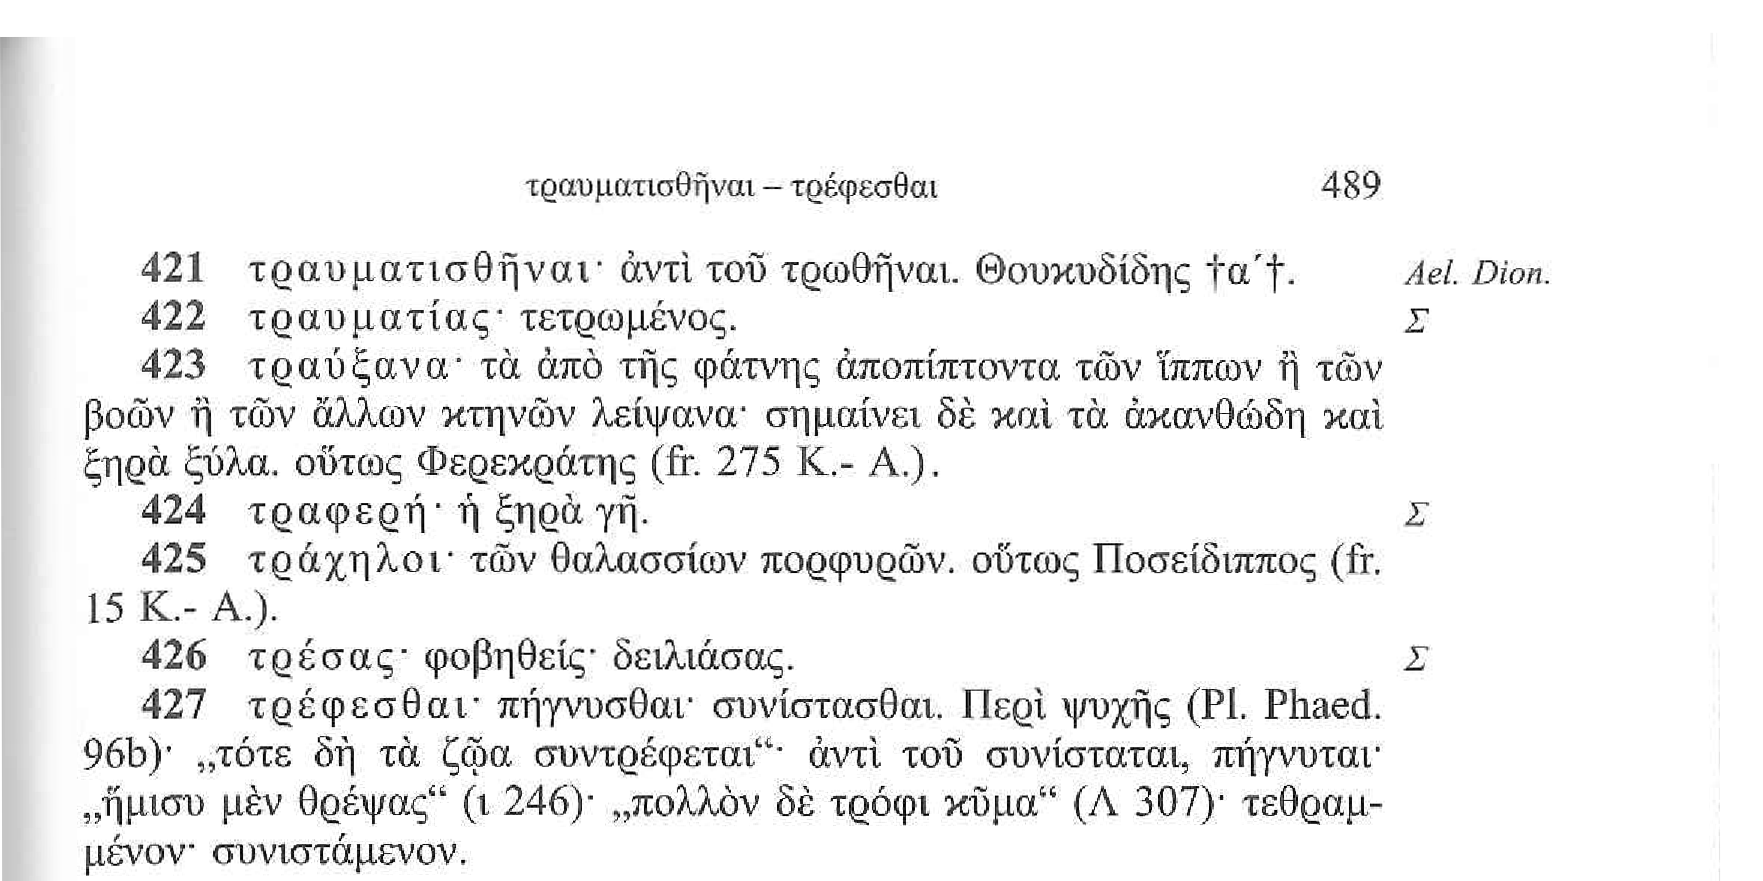 τραυματισθῆναι – τρέφεσθαι 489
421 τραυματισθῆναι· ἀντὶ τοῦ τρωθῆναι. Θουκυδίδης †α´†. Ael. Dion.
422 τραυματίας· τετρωμένος. Σ
423 τραύξανα· τὰ ἀπὸ τῆς φάτνης ἀποπίπτοντα τῶν ἵππων ἢ τῶν
βοῶν ἢ τῶν ἄλλων κτηνῶν λείψανα· σημαίνει δὲ καὶ τὰ ἀκανθώδη καὶ
ξηρὰ ξύλα. οὕτως Φερεκράτης (fr. 275 K.- A.).
424 τραφερή· ἡ ξηρὰ γῆ. Σ
425 τράχηλοι· τῶν θαλασσίων πορφυρῶν. οὕτως Ποσείδιππος (fr.
15 K.- A.).
426 τρέσας· φοβηθείς· δειλιάσας. Σ
427 τρέφεσθαι· πήγνυσθαι· συνίστασθαι. Περὶ ψυχῆς (Pl. Phaed.
96b)· „τότε δὴ τὰ ζῷα συντρέφεται“· ἀντὶ τοῦ συνίσταται, πήγνυται·
„ἥμισυ μὲν θρέψας“ (ι 246)· „πολλὸν δὲ τρόφι κῦμα“ (Λ 307)· τεθραμ-
μένον· συνιστάμενον.